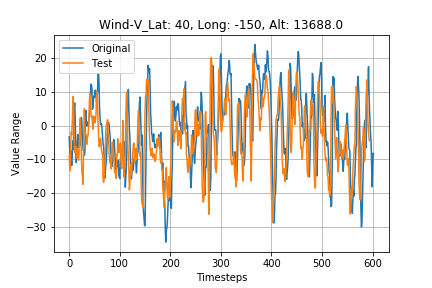 Wind-V_Lat: 40, Long: -150, Alt: 13688.0
Original
Test
Value Range
20
10
0
−10
−20
−30
0 100 200 300 400 500 600
Timesteps